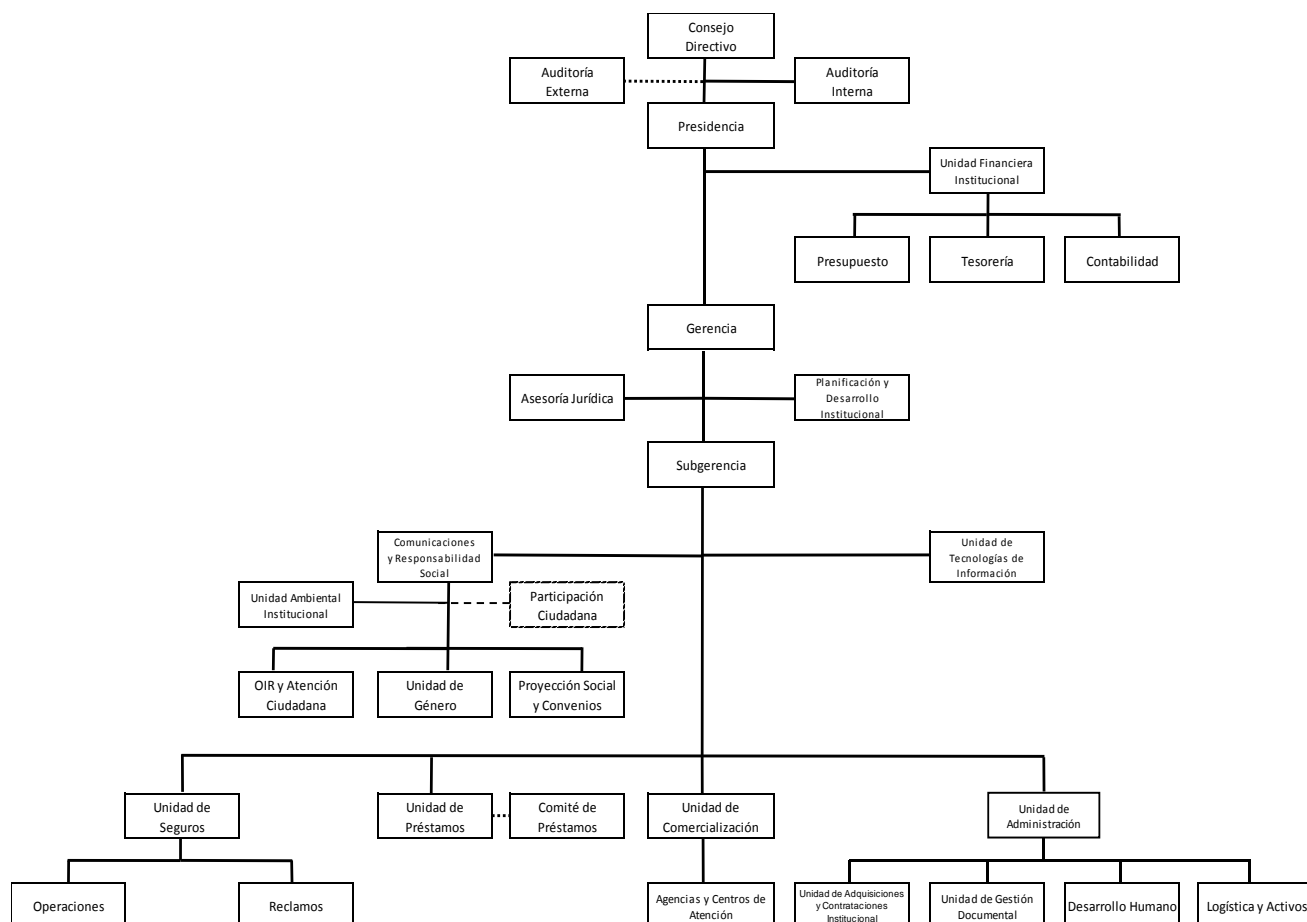 Consejo
Directivo
Auditoría
Externa
Auditoría
Interna
Presidencia
Unidad Financiera
Institucional
Presupuesto
Tesorería
Contabilidad
Gerencia
Asesoría Jurídica
Planificación y
Desarrollo
Institucional
Subgerencia
Comunicaciones
y Responsabilidad
Social
Unidad de
Tecnologías de
Información
Unidad Ambiental
Institucional
Participación
Ciudadana
OIR y Atención
Ciudadana
Unidad de
Género
Proyección Social
y Convenios
Unidad de
Seguros
Unidad de
Préstamos
Comité de
Préstamos
Unidad de
Comercialización
Unidad de
Administración
Operaciones
Reclamos
Agencias y Centros de
Atención
Unidad de Adquisiciones
y Contrataciones
Institucional
Unidad de Gestión
Documental
Desarrollo Humano
Logística y Activos